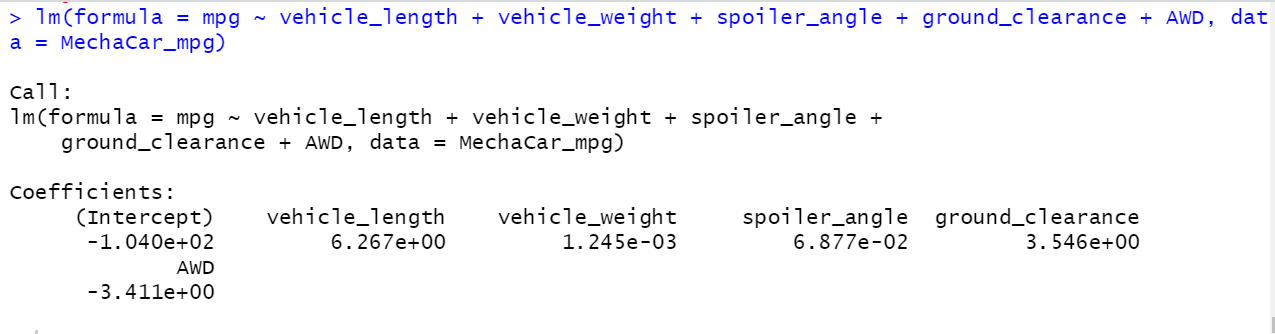 > lm(formula = mpg ~ vehicle_length + vehicle_weight + spoiler_angle + ground_clearance + AWD, dat
a = MechaCar_mpg)
Call:
lm(formula = mpg ~ vehicle_length + vehicle_weight + spoiler_angle +
    ground_clearance + AWD, data = MechaCar_mpg)
Coefficients:
     (Intercept)    vehicle_length    vehicle_weight     spoiler_angle  ground_clearance
      -1.040e+02         6.267e+00         1.245e-03         6.877e-02         3.546e+00
             AWD
      -3.411e+00